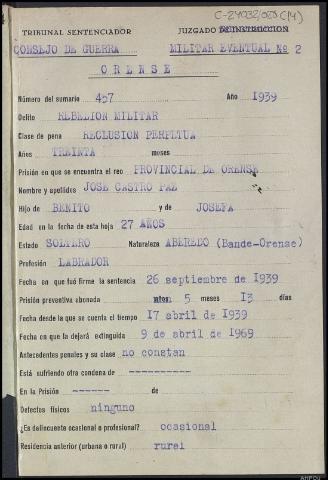 C-24032/058 (14)
TRIBUNAL SENTENCIADOR JUZGADO DE INSTRUCCION
CONSEJO DE GUERRA MILITAR EVENTUAL Nº 2
ORENSE
Número del sumario 457 Año 1939
Delito REBELION MILITAR
Clase de pena RECLUSION PERPETUA
Años TREINTA meses
Prisión en que se encuentra el reo PROVINCIAL DE ORENSE
Nombre y apellidos JOSE CASTRO PAZ
Hijo de BENITO y de JOSEFA
Edad en la fecha de esta hoja 27 AÑOS
Estado SOLTERO Naturaleza ABEREDO (Bande-Orense)
Profesión LABRADOR
Fecha en que fué firme la sentencia 26 septiembre de 1939
Prisión preventiva abonada años 5 meses 13 días
Fecha desde la que se cuenta el tiempo 17 abril de 1939
Fecha en que la dejará extinguida 9 de abril de 1969
Antecedentes penales y su clase no constan
Está sufriendo otra condena de ----------
En la Prisión ------ de
Defectos físicos ninguno
¿Es delincuente ocasional o profesional? ocasional
Residencia anterior (urbana o rural) rural